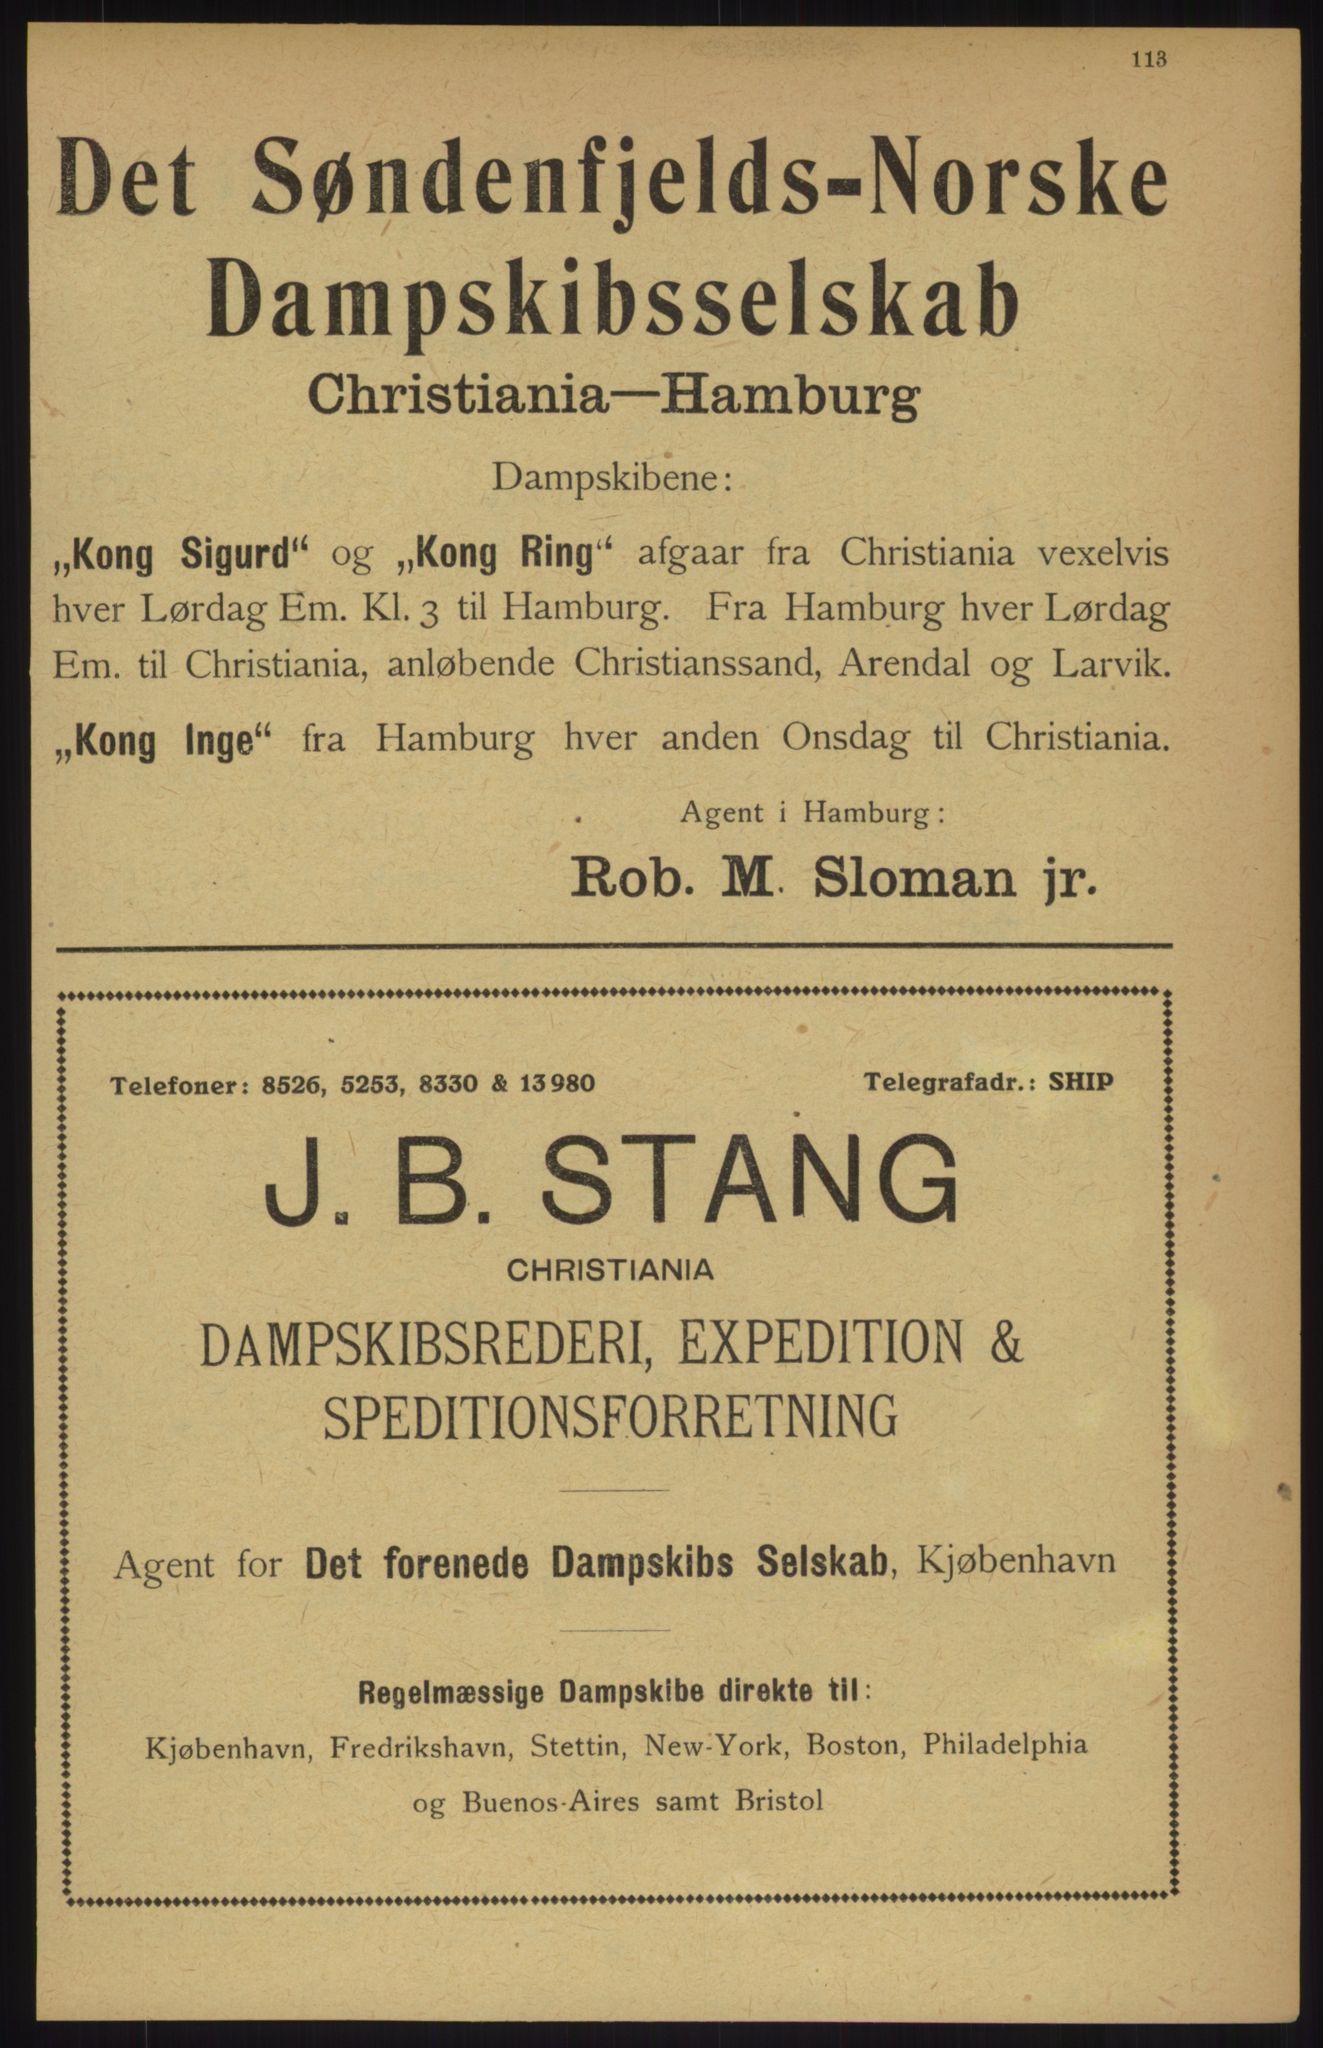 113
Det Søndenfjelds-Norske
Dampskibsselskab
Christiania—Hamburg
Dampskibene:
„Kong Sigurd“ og „Kong Ring“ afgaar fra Christiania vexelvis
hver Lørdag Em. Kl. 3 til Hamburg. Fra Hamburg hver Lørdag
Em. til Christiania, anløbende Christianssand, Arendal og Larvik.
„Kong Inge“ fra Hamburg hver anden Onsdag til Christiania.
Agent i Hamburg:
Rob. M. Sloman jr.
Telefoner: 8526, 5253, 8330 & 13980 Telegrafadr.: SHIP
J. B. STANG
CHRISTIANIA
DAMPSKIBSREDERI, EXPEDITION &
SPEDITIONSFORRETNING
Agent for Det forenede Dampskibs Selskab, Kjøbenhavn
Regelmæssige Dampskibe direkte til:
Kjøbenhavn, Fredrikshavn, Stettin, New-York, Boston, Philadelphia
og Buenos-Aires samt Bristol